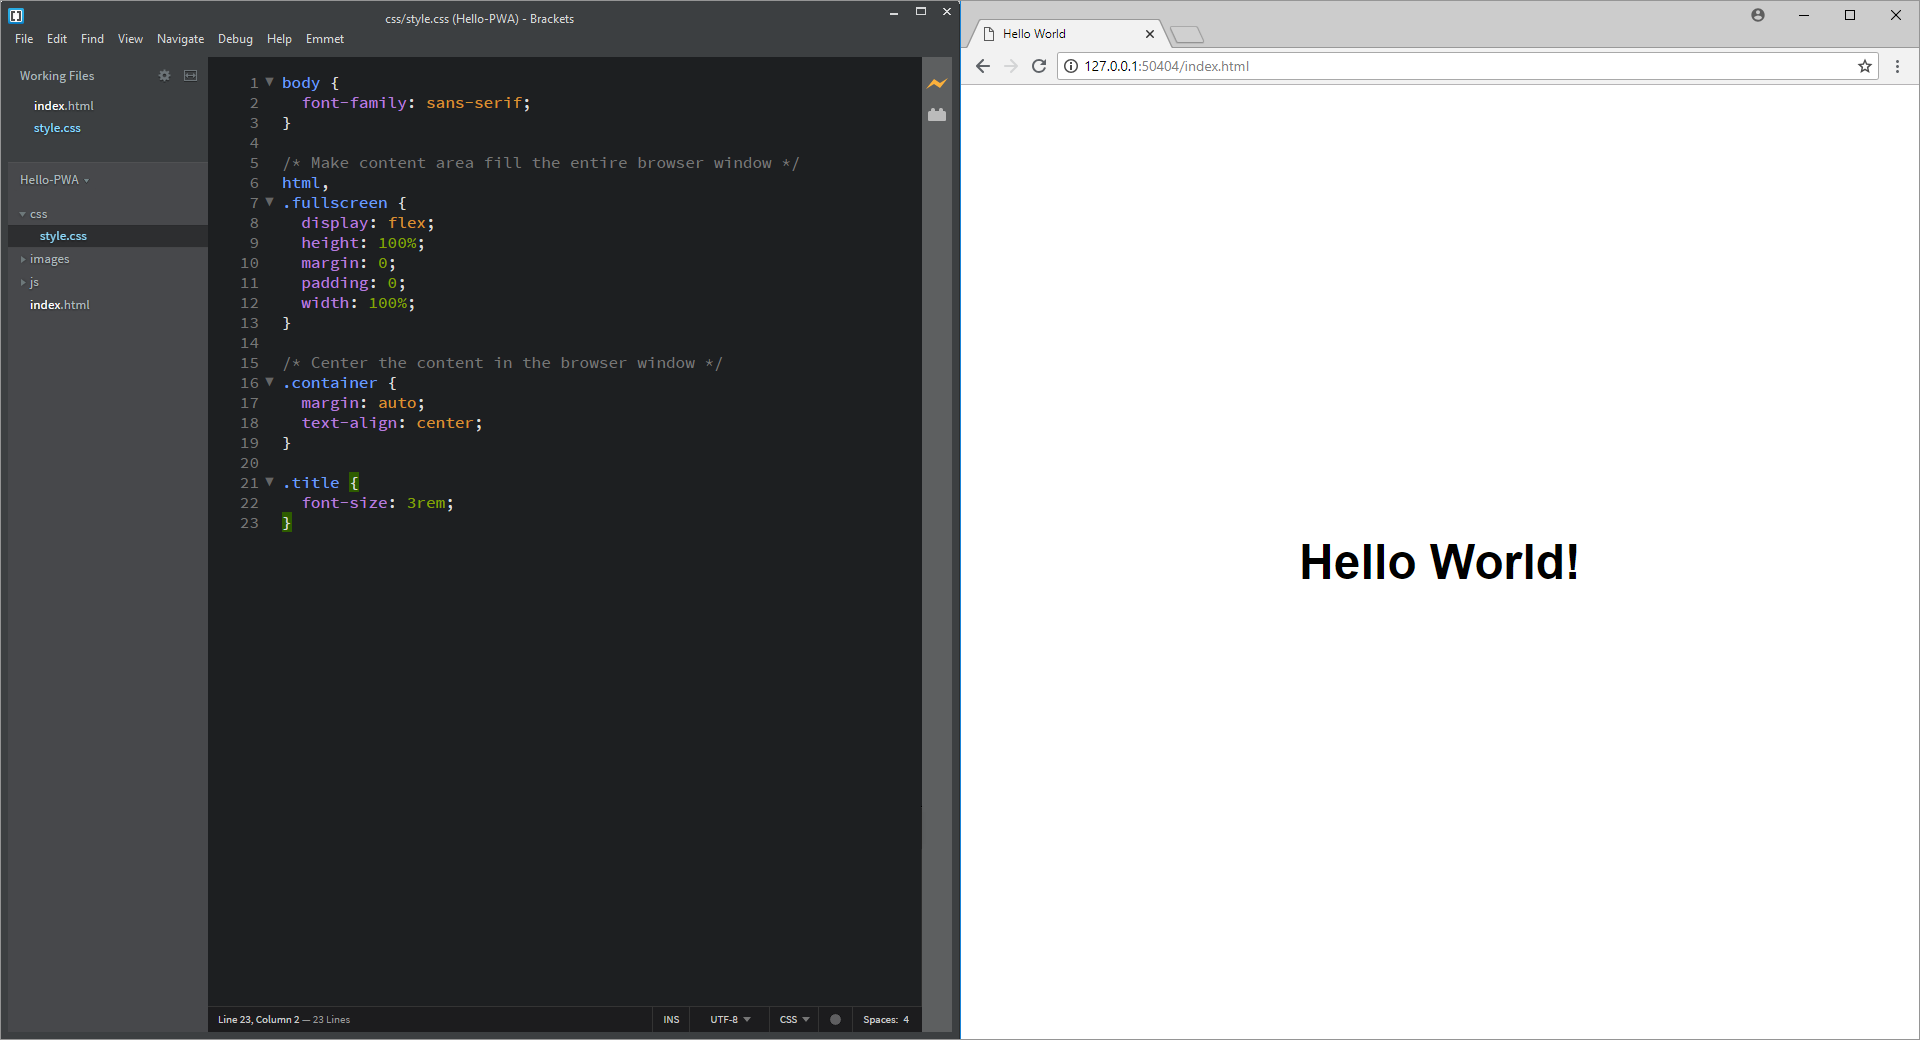 css/style.css (Hello-PWA) - Brackets
File Edit Find View Navigate Debug Help Emmet
Working Files
index.html
style.css
Hello-PWA
css
style.css
images
js
index.html
1 body {
2   font-family: sans-serif;
3 }
4
5 /* Make content area fill the entire browser window */
6 html,
7 .fullscreen {
8   display: flex;
9   height: 100%;
10   margin: 0;
11   padding: 0;
12   width: 100%;
13 }
14
15 /* Center the content in the browser window */
16 .container {
17   margin: auto;
18   text-align: center;
19 }
20
21 .title {
22   font-size: 3rem;
23 }
Line 23, Column 2 — 23 Lines INS UTF-8 CSS Spaces: 4
Hello World
127.0.0.1:50404/index.html
Hello World!